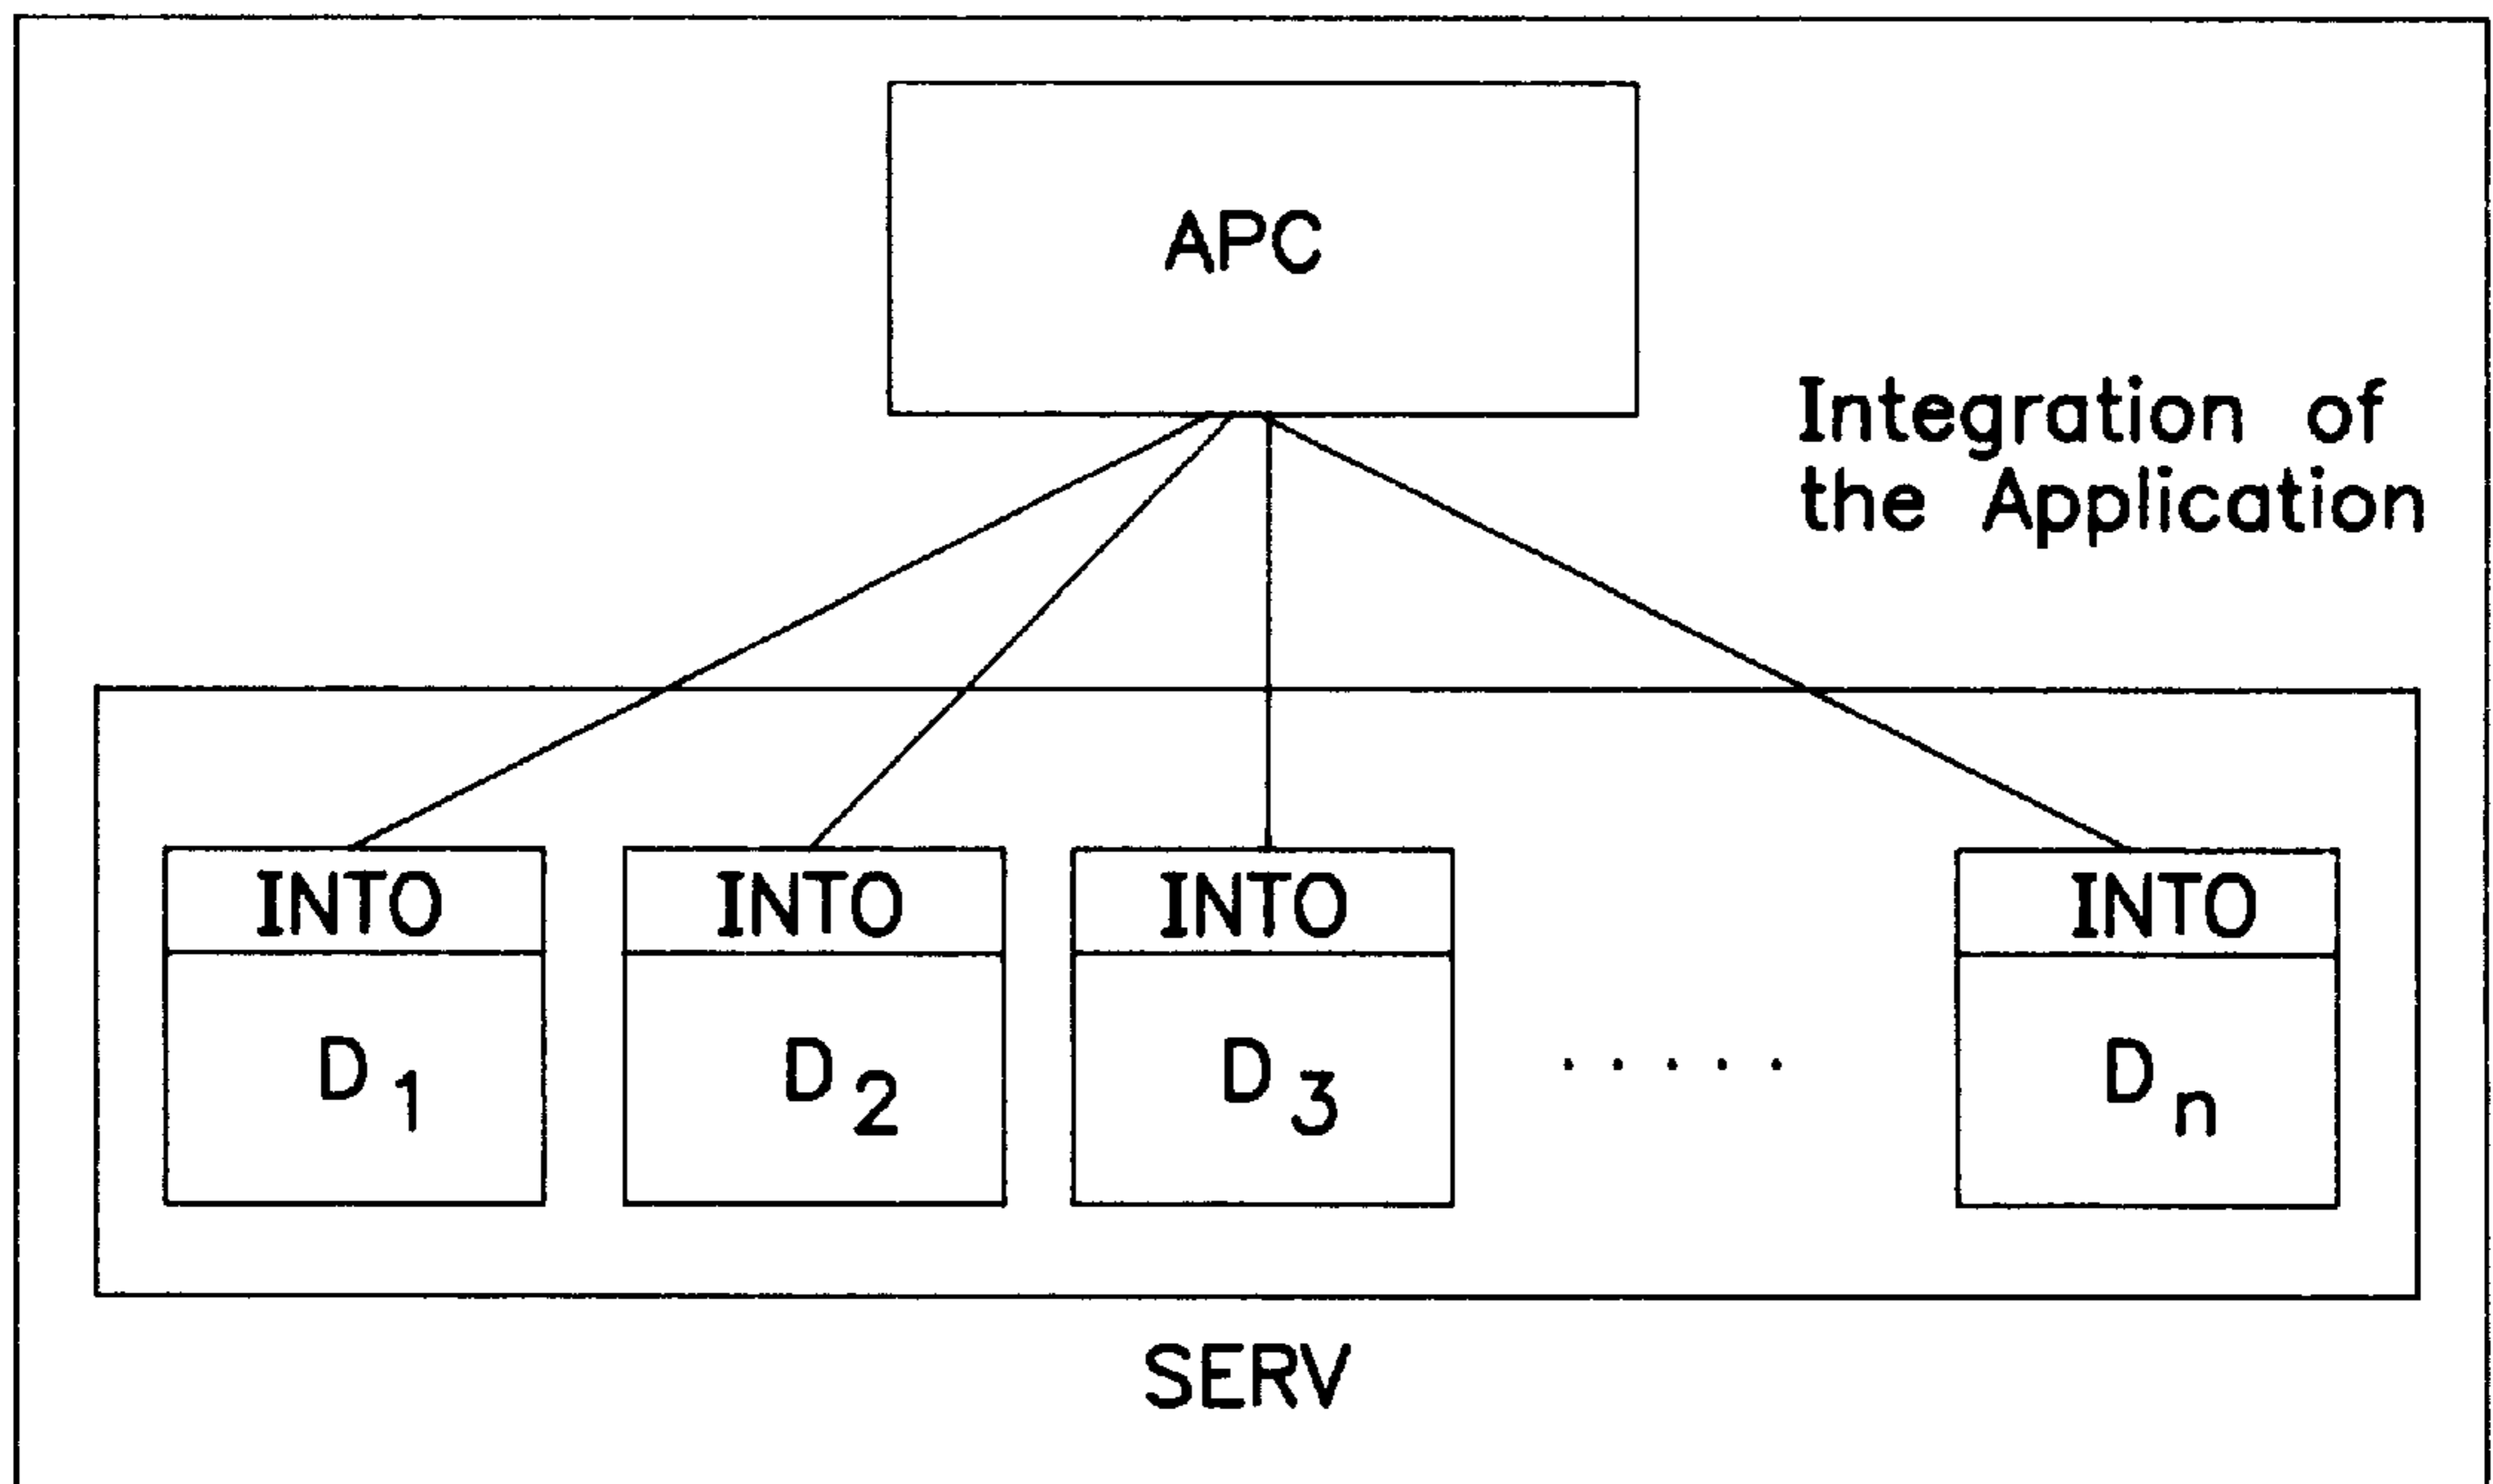 APC
Integration of
the Application
INTO INTO INTO INTO
D1 D2 D3 ..... Dn
SERV